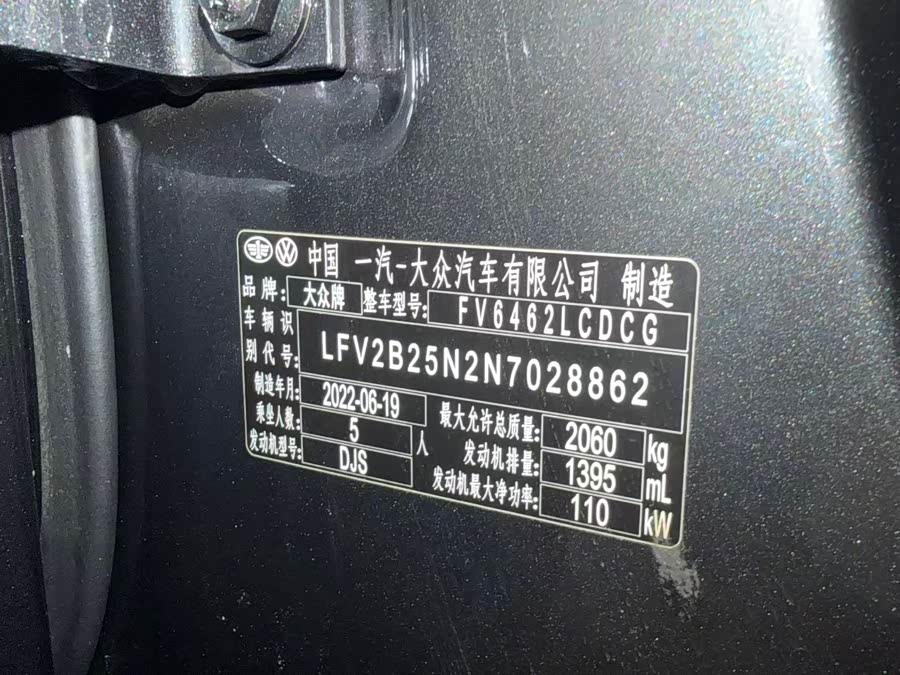 中国 一汽-大众汽车有限公司 制造
品牌: 大众牌 整车型号: FV6462LCDCG
车辆识别代号: LFV2B25N2N7028862
制造年月: 2022-06-19 最大允许总质量: 2060 kg
乘坐人数: 5 人 发动机排量: 1395 mL
发动机型号: DJS 发动机最大净功率: 110 kW